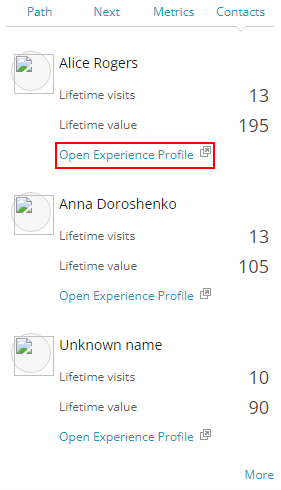 Path Next Metrics Contacts
Alice Rogers
Lifetime visits 13
Lifetime value 195
Open Experience Profile
Anna Doroshenko
Lifetime visits 13
Lifetime value 105
Open Experience Profile
Unknown name
Lifetime visits 10
Lifetime value 90
Open Experience Profile
More